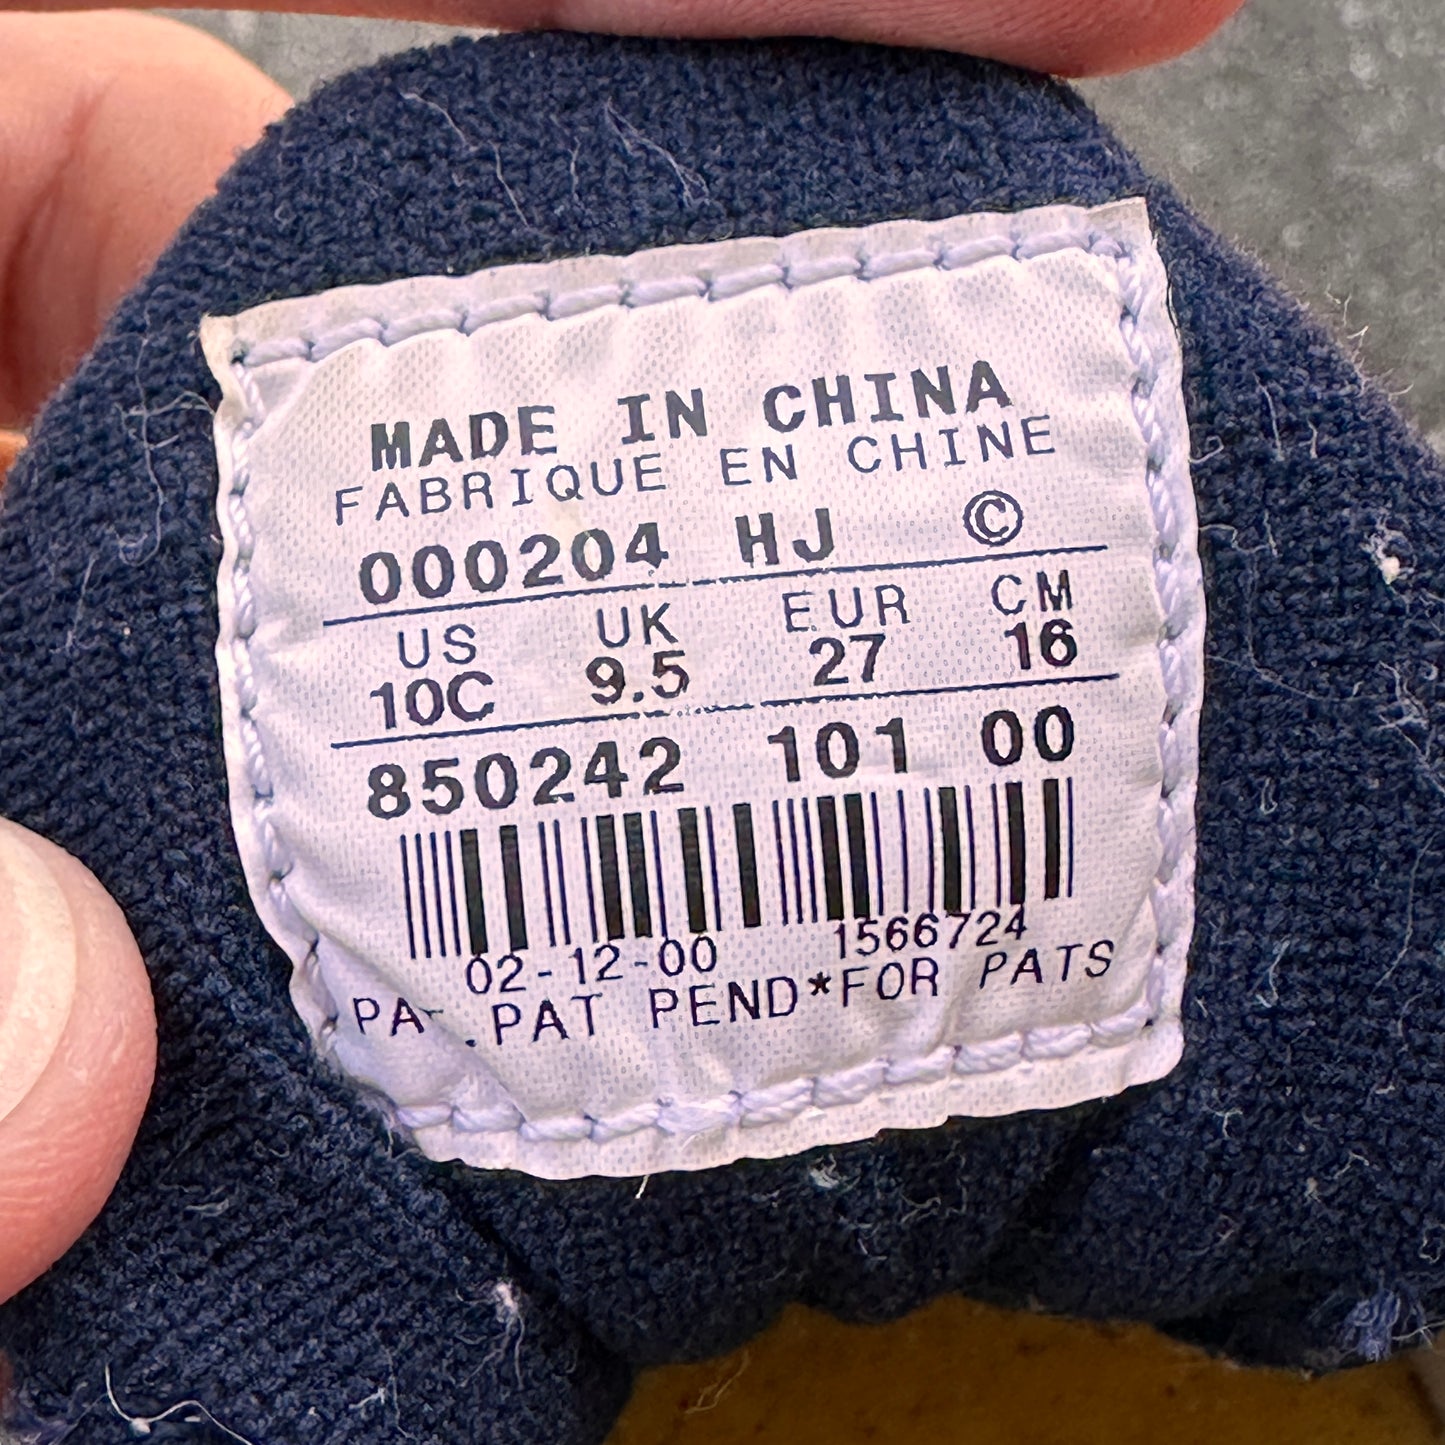 MADE IN CHINA
FABRIQUE EN CHINE
000204 HJ ©
US UK EUR CM
10C 9.5 27 16
850242 101 00
02-12-00 1566724
PAT.PAT PEND*FOR PATS